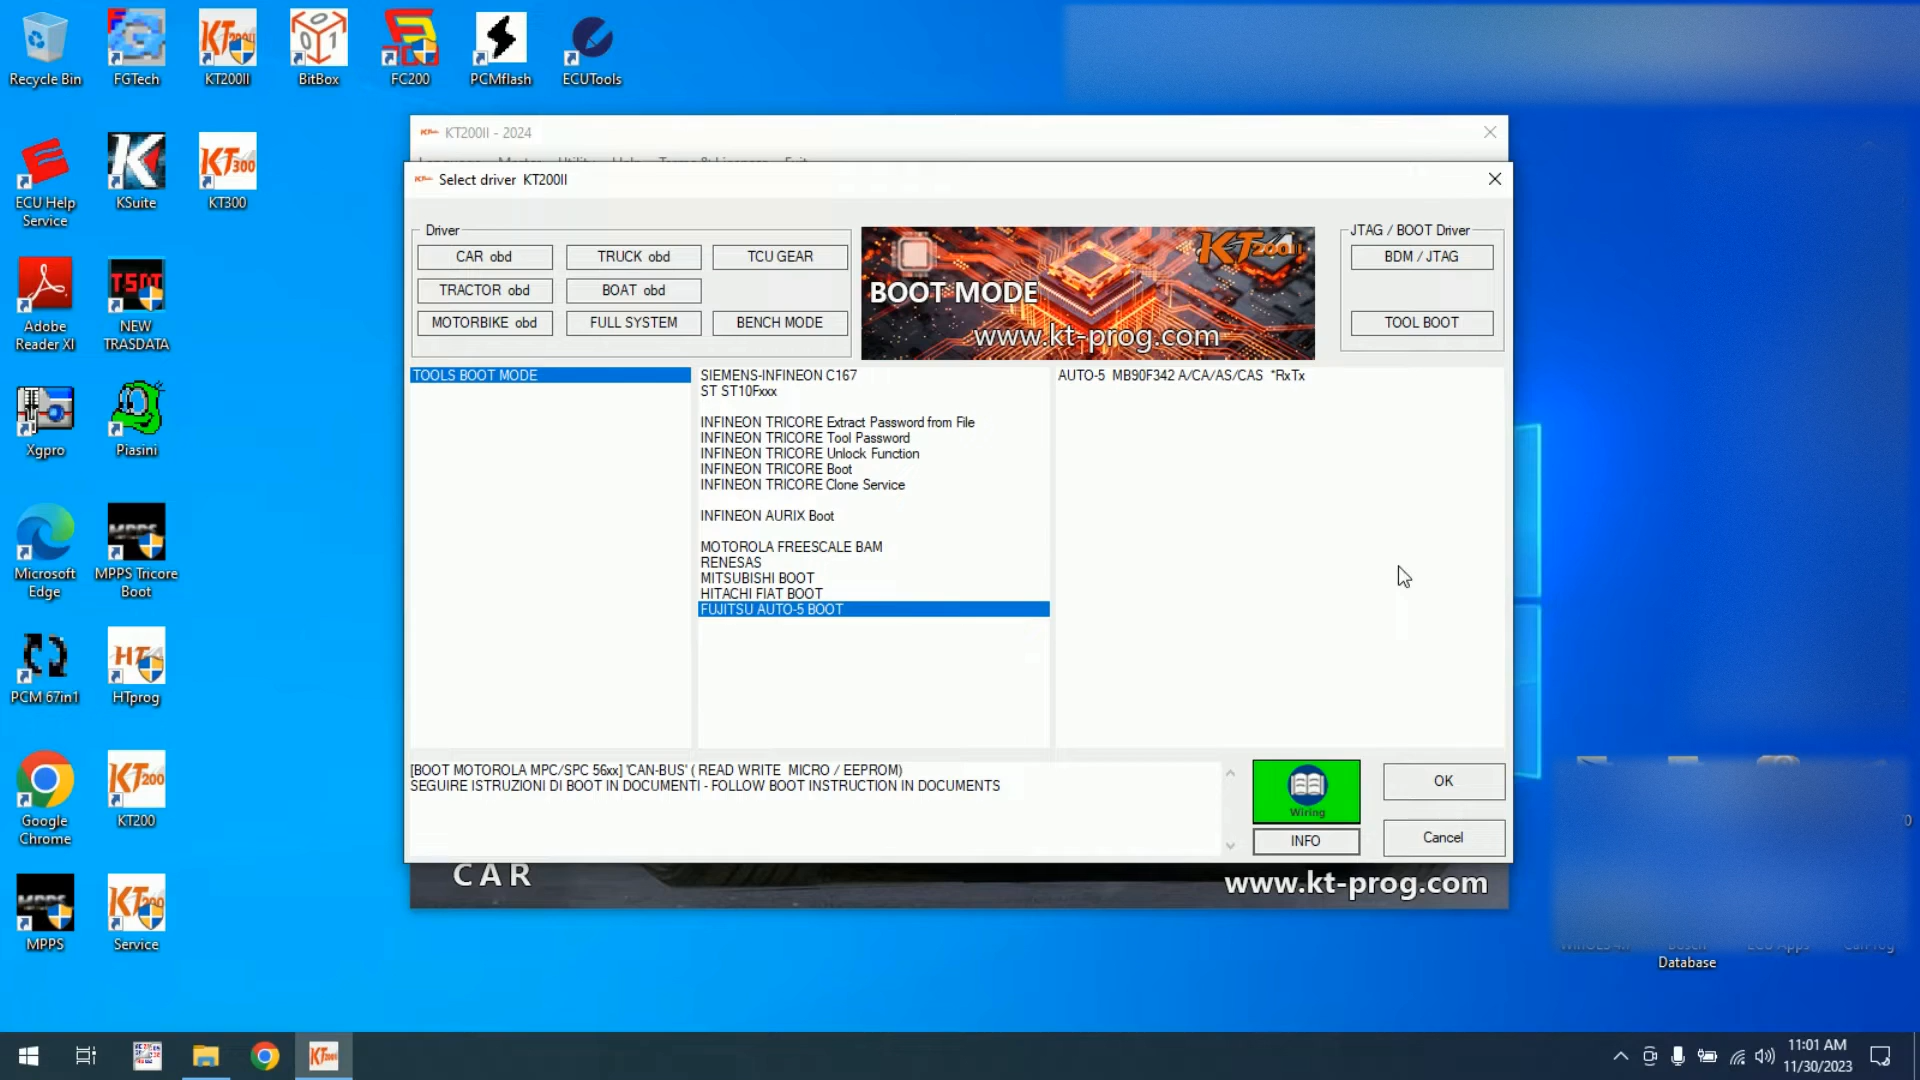 Recycle Bin
FGTech
KT200II
BitBox
FC200
PCMflash
ECUTools
ECU Help
Service
KSuite
KT300
Adobe
Reader XI
NEW
TRASDATA
Xgpro
Piasini
Microsoft
Edge
MPPS Tricore
Boot
PCM 67in1
HTprog
Google
Chrome
KT200
MPPS
Service
KT200II - 2024
Select driver KT200II
Driver
CAR obd
TRUCK obd
TCU GEAR
TRACTOR obd
BOAT obd
MOTORBIKE obd
FULL SYSTEM
BENCH MODE
KT200II
BOOT MODE
www.kt-prog.com
JTAG / BOOT Driver
BDM / JTAG
TOOL BOOT
TOOLS BOOT MODE
SIEMENS-INFINEON C167
ST ST10Fxxx
INFINEON TRICORE Extract Password from File
INFINEON TRICORE Tool Password
INFINEON TRICORE Unlock Function
INFINEON TRICORE Boot
INFINEON TRICORE Clone Service
INFINEON AURIX Boot
MOTOROLA FREESCALE BAM
RENESAS
MITSUBISHI BOOT
HITACHI FIAT BOOT
FUJITSU AUTO-5 BOOT
AUTO-5 MB90F342 A/CA/AS/CAS *RxTx
[BOOT MOTOROLA MPC/SPC 56xx] 'CAN-BUS' ( READ WRITE MICRO / EEPROM)
SEGUIRE ISTRUZIONI DI BOOT IN DOCUMENTI - FOLLOW BOOT INSTRUCTION IN DOCUMENTS
Wiring
INFO
OK
Cancel
CAR
www.kt-prog.com
Database
11:01 AM
11/30/2023